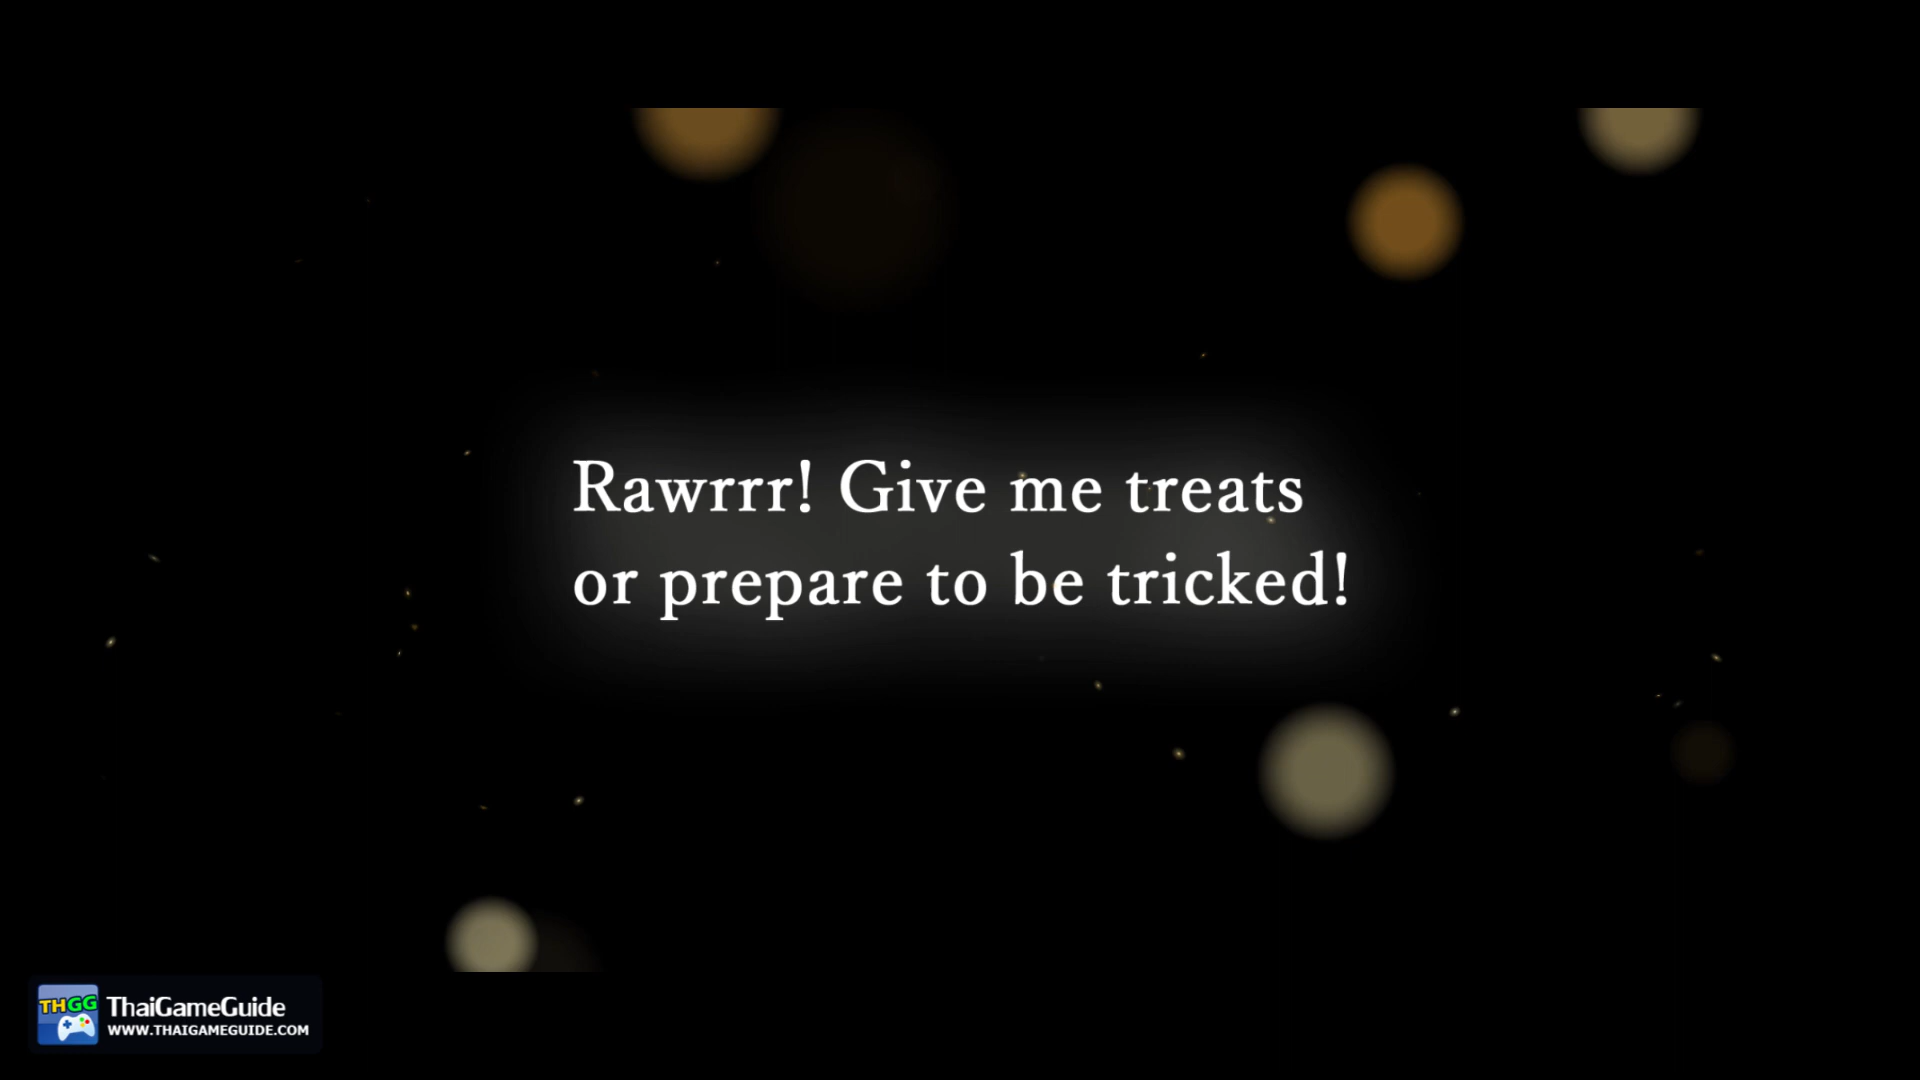 Rawrrr! Give me treats
or prepare to be tricked!
THGG
ThaiGameGuide
WWW.THAIGAMEGUIDE.COM